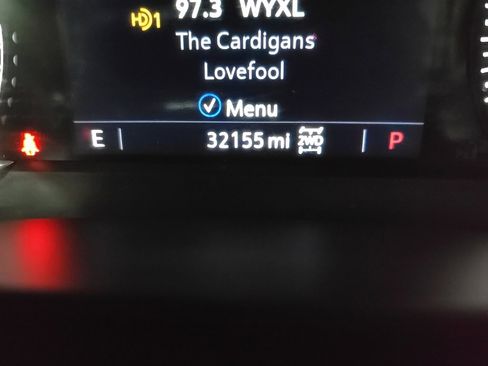 HD1 97.3 WYXL
The Cardigans
Lovefool
Menu
E 32155 mi 2WD P